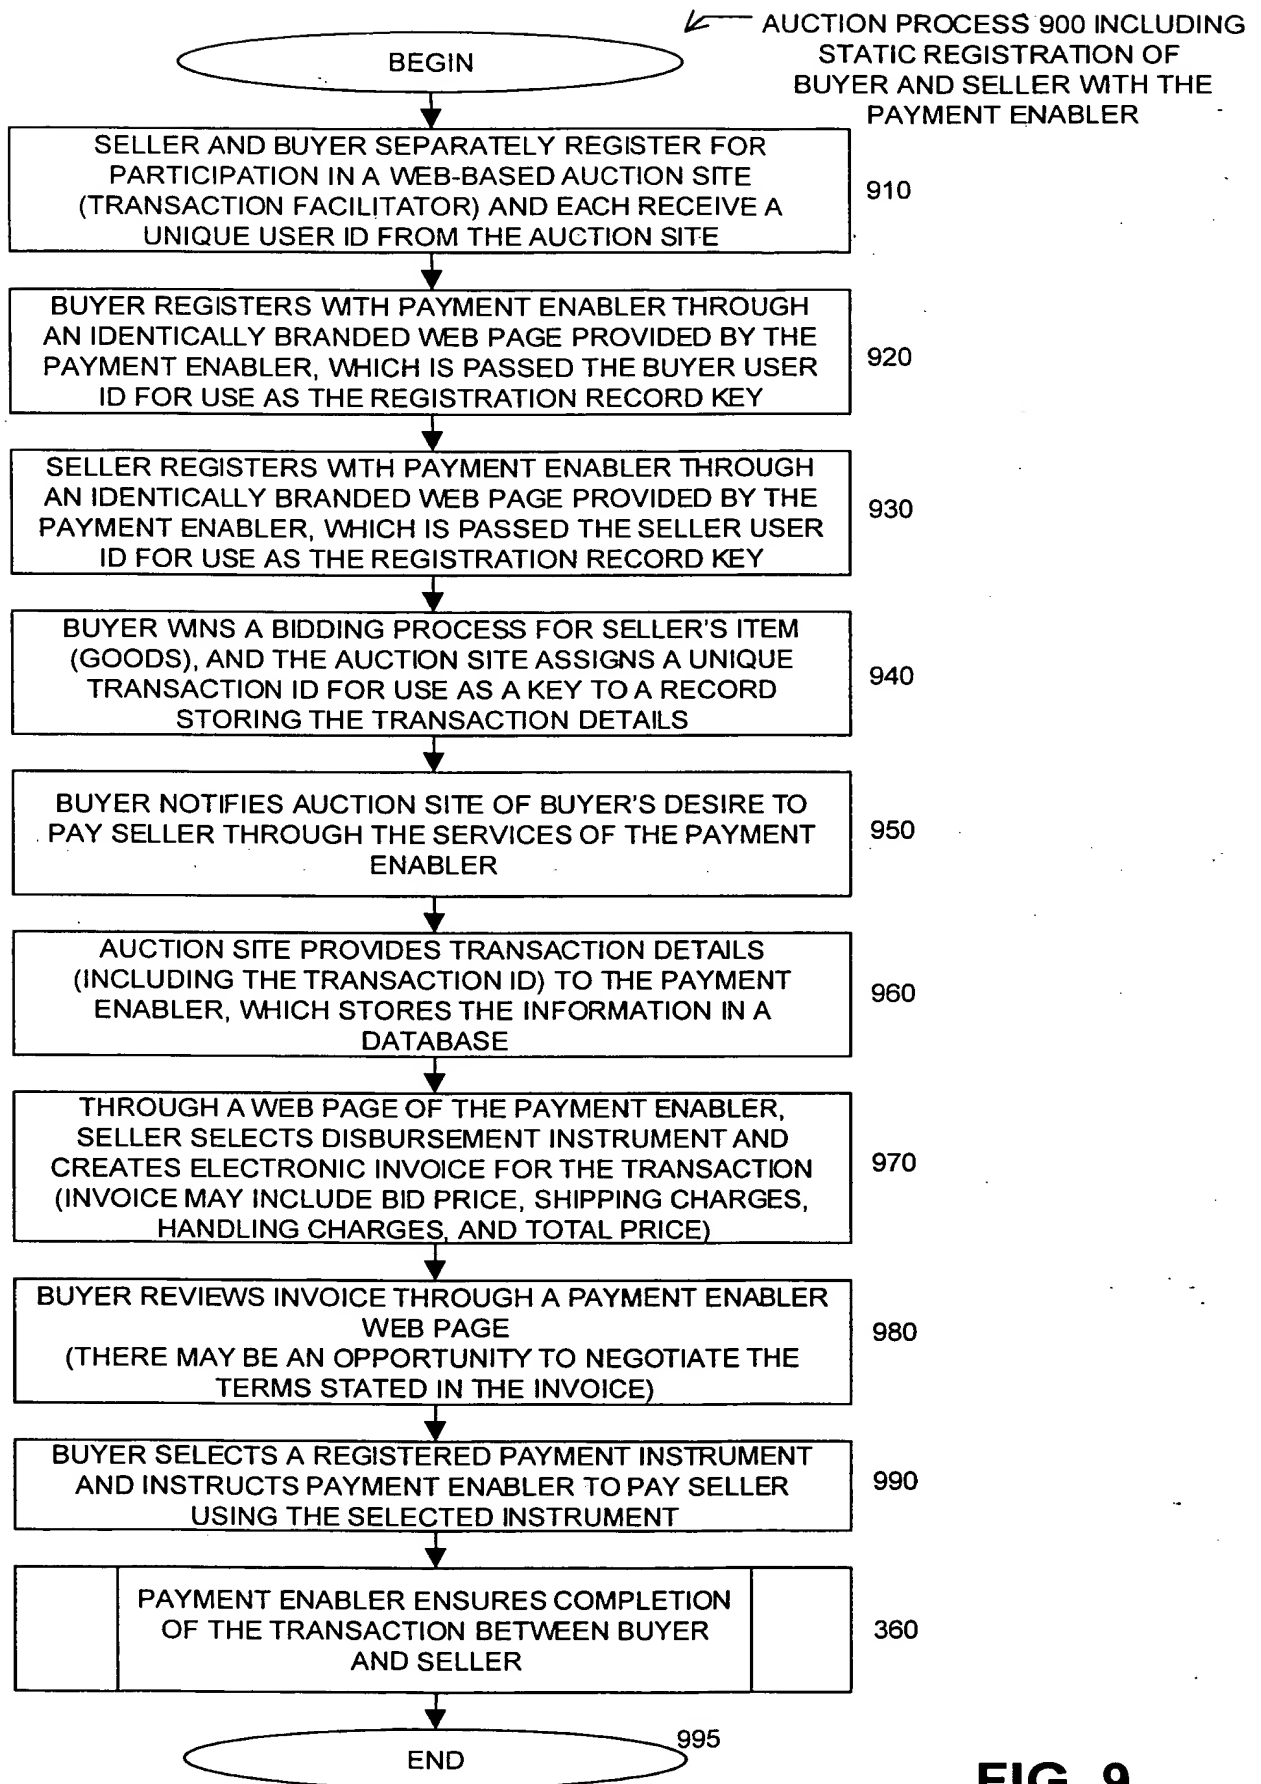 AUCTION PROCESS 900 INCLUDING
STATIC REGISTRATION OF
BUYER AND SELLER WITH THE
PAYMENT ENABLER
BEGIN
SELLER AND BUYER SEPARATELY REGISTER FOR
PARTICIPATION IN A WEB-BASED AUCTION SITE
(TRANSACTION FACILITATOR) AND EACH RECEIVE A
UNIQUE USER ID FROM THE AUCTION SITE
910
BUYER REGISTERS WITH PAYMENT ENABLER THROUGH
AN IDENTICALLY BRANDED WEB PAGE PROVIDED BY THE
PAYMENT ENABLER, WHICH IS PASSED THE BUYER USER
ID FOR USE AS THE REGISTRATION RECORD KEY
920
SELLER REGISTERS WITH PAYMENT ENABLER THROUGH
AN IDENTICALLY BRANDED WEB PAGE PROVIDED BY THE
PAYMENT ENABLER, WHICH IS PASSED THE SELLER USER
ID FOR USE AS THE REGISTRATION RECORD KEY
930
BUYER WINS A BIDDING PROCESS FOR SELLER'S ITEM
(GOODS), AND THE AUCTION SITE ASSIGNS A UNIQUE
TRANSACTION ID FOR USE AS A KEY TO A RECORD
STORING THE TRANSACTION DETAILS
940
BUYER NOTIFIES AUCTION SITE OF BUYER'S DESIRE TO
PAY SELLER THROUGH THE SERVICES OF THE PAYMENT
ENABLER
950
AUCTION SITE PROVIDES TRANSACTION DETAILS
(INCLUDING THE TRANSACTION ID) TO THE PAYMENT
ENABLER, WHICH STORES THE INFORMATION IN A
DATABASE
960
THROUGH A WEB PAGE OF THE PAYMENT ENABLER,
SELLER SELECTS DISBURSEMENT INSTRUMENT AND
CREATES ELECTRONIC INVOICE FOR THE TRANSACTION
(INVOICE MAY INCLUDE BID PRICE, SHIPPING CHARGES,
HANDLING CHARGES, AND TOTAL PRICE)
970
BUYER REVIEWS INVOICE THROUGH A PAYMENT ENABLER
WEB PAGE
(THERE MAY BE AN OPPORTUNITY TO NEGOTIATE THE
TERMS STATED IN THE INVOICE)
980
BUYER SELECTS A REGISTERED PAYMENT INSTRUMENT
AND INSTRUCTS PAYMENT ENABLER TO PAY SELLER
USING THE SELECTED INSTRUMENT
990
PAYMENT ENABLER ENSURES COMPLETION
OF THE TRANSACTION BETWEEN BUYER
AND SELLER
360
END
995
FIG. 9